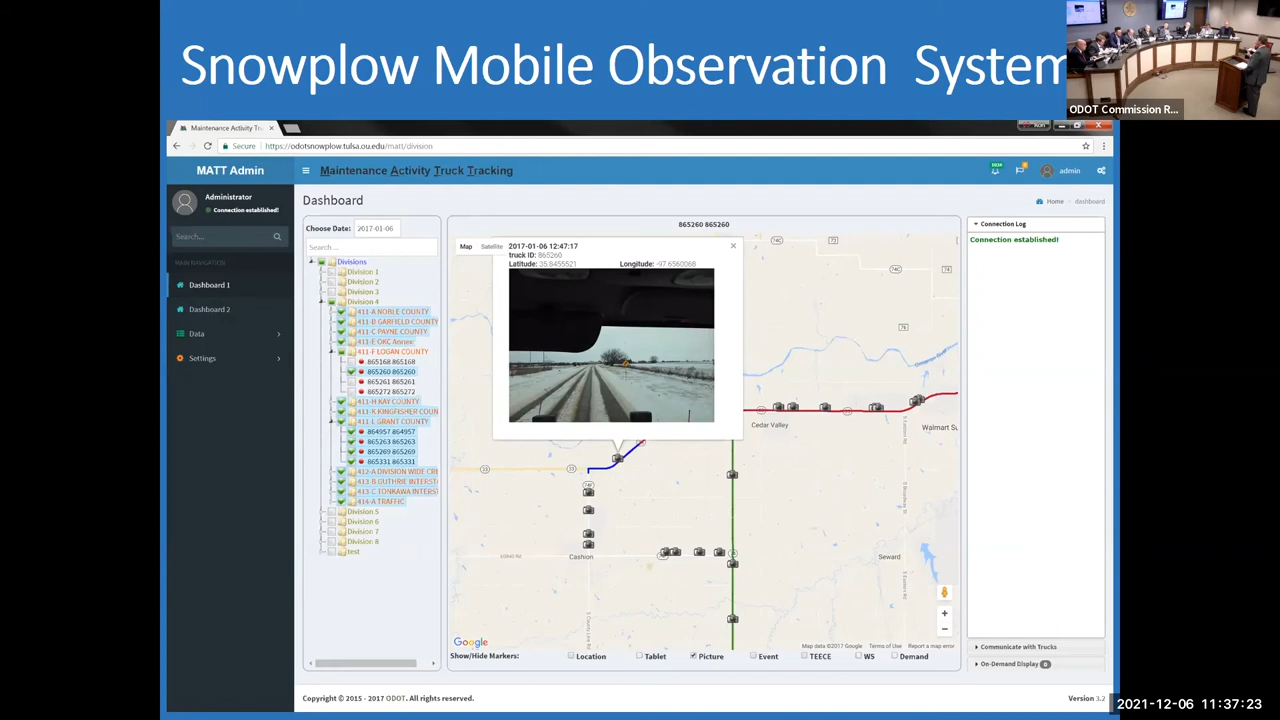 Snowplow Mobile Observation System
ODOT Commission R...
Maintenance Activity Tru
Secure
https://odotsnowplow.tulsa.ou.edu/matt/division
MATT Admin
Maintenance Activity Truck Tracking
admin
Administrator
Connection established!
Search...
MAIN NAVIGATION
Dashboard 1
Dashboard 2
Data
Settings
Dashboard
Home › dashboard
Choose Date: 2017-01-06
Search ...
Divisions
Division 1
Division 2
Division 3
Division 4
411-A NOBLE COUNTY
411-B GARFIELD COUNTY
411-C PAYNE COUNTY
411-E OKC Annex
411-F LOGAN COUNTY
865168 865168
865260 865260
865261 865261
865272 865272
411-H KAY COUNTY
411-K KINGFISHER COUN
411-L GRANT COUNTY
864957 864957
865263 865263
865269 865269
865331 865331
412-A DIVISION WIDE CRE
413-B GUTHRIE INTERST
413-C TONKAWA INTERS
414-A TRAFFIC
Division 5
Division 6
Division 7
Division 8
test
865260 865260
Map Satellite
2017-01-06 12:47:17
truck ID: 865260
Latitude: 35.8455521 Longitude: -97.6560068
74C
74
Cedar Valley
Walmart Su
33
33
Cashion
Seward
Google
Map data ©2017 Google Terms of Use Report a map error
Show/Hide Markers: Location Tablet Picture Event TEECE WS Demand
Connection Log
Connection established!
Communicate with Trucks
On-Demand Display 0
Copyright © 2015 - 2017 ODOT. All rights reserved.
Version 3.2
2021-12-06 11:37:23